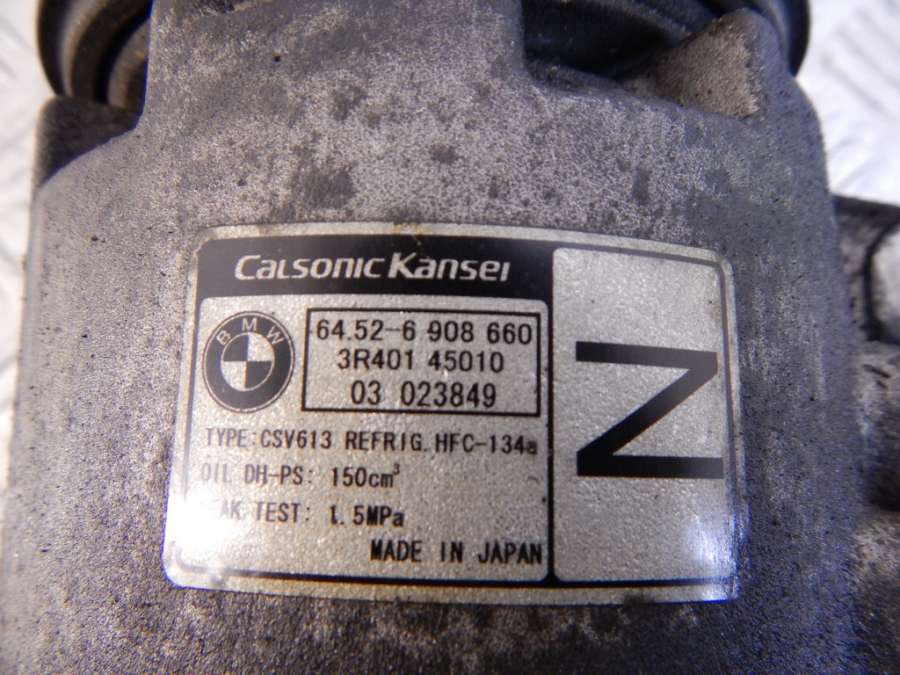 Calsonic Kansei
BMW
64.52-6 908 660
3R401 45010
03 023849
TYPE:CSV613 REFRIG.HFC-134a
OIL DH-PS: 150cm³
TEST: 1.5MPa
MADE IN JAPAN
Z